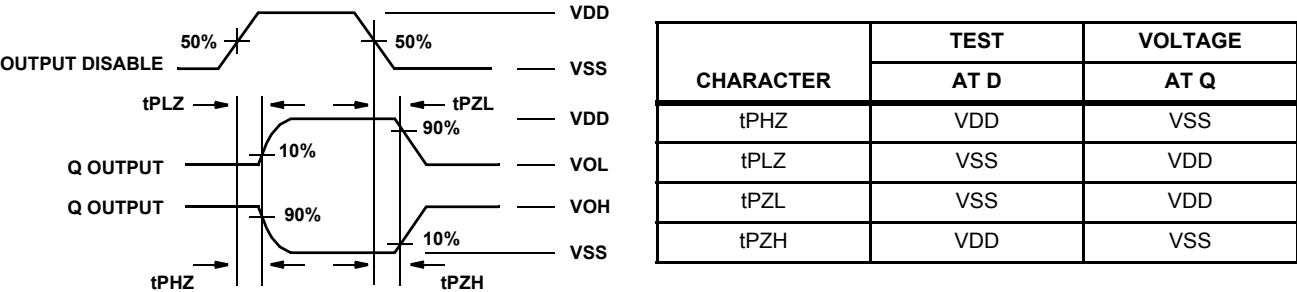 VDD
50%
50%
OUTPUT DISABLE
VSS
tPLZ
tPZL
VDD
90%
10%
Q OUTPUT
VOL
Q OUTPUT
VOH
90%
10%
VSS
tPHZ
tPZH
CHARACTER TEST VOLTAGE
AT D AT Q
tPHZ VDD VSS
tPLZ VSS VDD
tPZL VSS VDD
tPZH VDD VSS